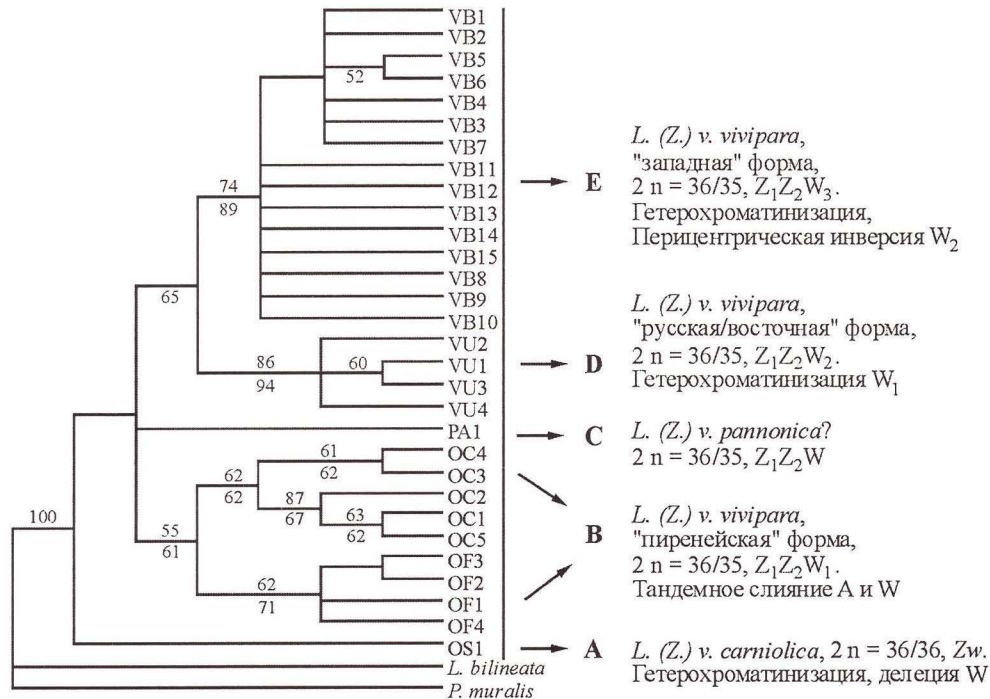 VB1
VB2
VB5
52
VB6
VB4
VB3
VB7
VB11
74
VB12
89
VB13
VB14
VB15
VB8
65
VB9
VB10
VU2
86
60
VU1
94
VU3
VU4
PA1
61
OC4
62
OC3
62
62
87
OC2
67
63
OC1
62
OC5
100
55
61
OF3
62
OF2
71
OF1
OF4
OS1
L. bilineata
P. muralis
E
L. (Z.) v. vivipara,
"западная" форма,
2 n = 36/35, Z₁Z₂W₃.
Гетерохроматинизация,
Перицентрическая инверсия W₂
D
L. (Z.) v. vivipara,
"русская/восточная" форма,
2 n = 36/35, Z₁Z₂W₂.
Гетерохроматинизация W₁
C
L. (Z.) v. pannonica?
2 n = 36/35, Z₁Z₂W
B
L. (Z.) v. vivipara,
"пиренейская" форма,
2 n = 36/35, Z₁Z₂W₁.
Тандемное слияние А и W
A
L. (Z.) v. carniolica, 2 n = 36/36, Zw.
Гетерохроматинизация, делеция W